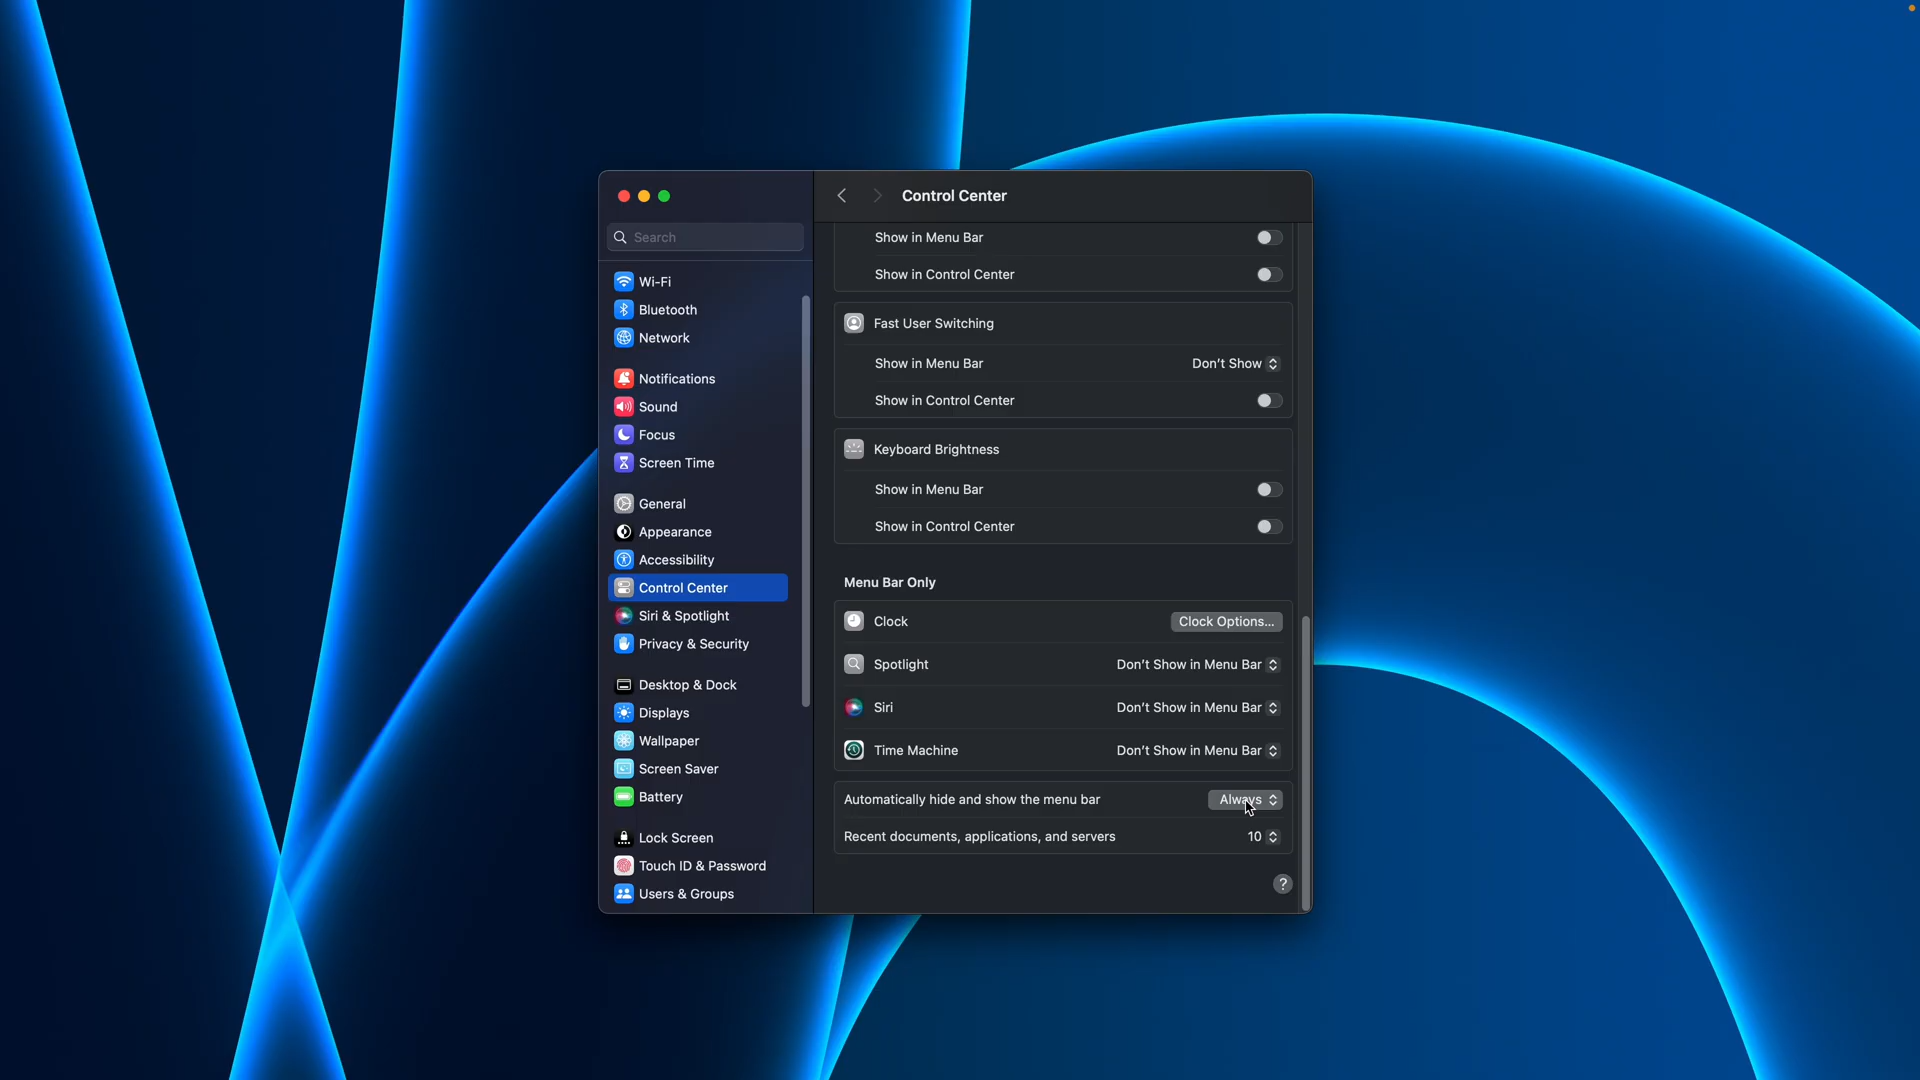 Control Center
Search
Wi-Fi
Bluetooth
Network
Notifications
Sound
Focus
Screen Time
General
Appearance
Accessibility
Control Center
Siri & Spotlight
Privacy & Security
Desktop & Dock
Displays
Wallpaper
Screen Saver
Battery
Lock Screen
Touch ID & Password
Users & Groups
Show in Menu Bar
Show in Control Center
Fast User Switching
Show in Menu Bar Don't Show
Show in Control Center
Keyboard Brightness
Show in Menu Bar
Show in Control Center
Menu Bar Only
Clock Clock Options...
Spotlight Don't Show in Menu Bar
Siri Don't Show in Menu Bar
Time Machine Don't Show in Menu Bar
Automatically hide and show the menu bar Always
Recent documents, applications, and servers 10
?